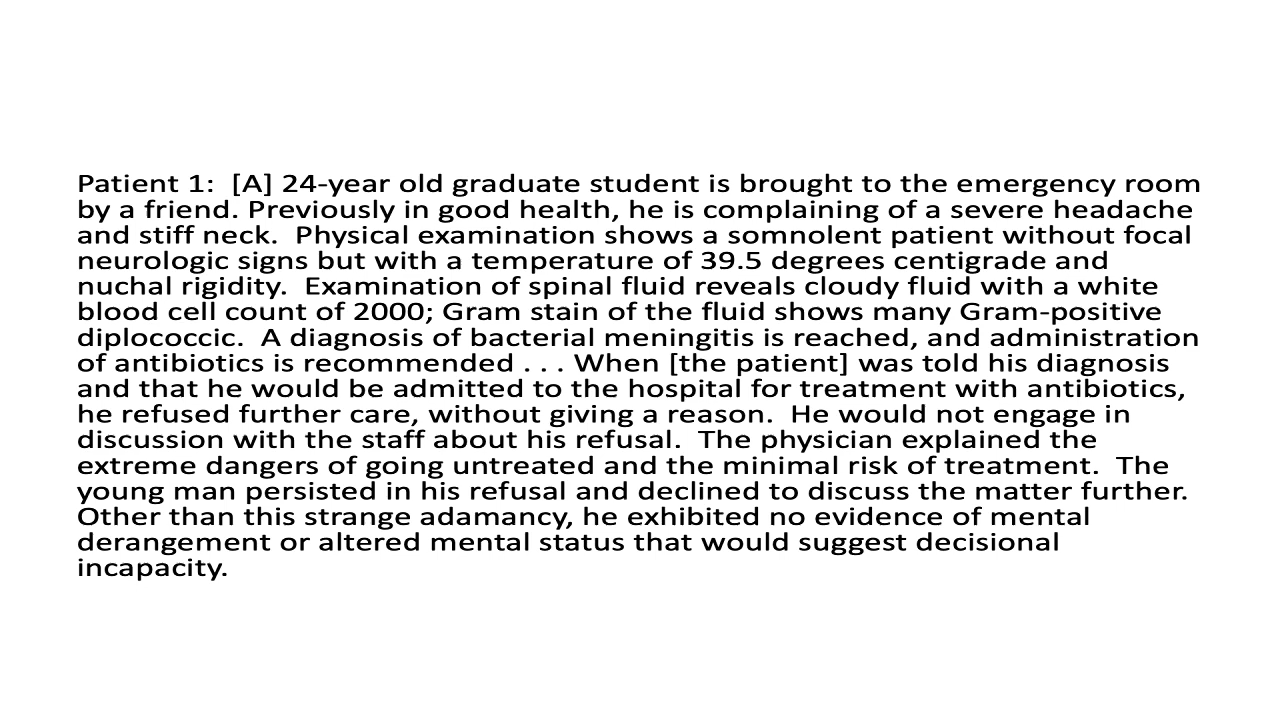 Patient 1:  [A] 24-year old graduate student is brought to the emergency room
by a friend. Previously in good health, he is complaining of a severe headache
and stiff neck.  Physical examination shows a somnolent patient without focal
neurologic signs but with a temperature of 39.5 degrees centigrade and
nuchal rigidity.  Examination of spinal fluid reveals cloudy fluid with a white
blood cell count of 2000; Gram stain of the fluid shows many Gram-positive
diplococcic.  A diagnosis of bacterial meningitis is reached, and administration
of antibiotics is recommended . . . When [the patient] was told his diagnosis
and that he would be admitted to the hospital for treatment with antibiotics,
he refused further care, without giving a reason.  He would not engage in
discussion with the staff about his refusal.  The physician explained the
extreme dangers of going untreated and the minimal risk of treatment.  The
young man persisted in his refusal and declined to discuss the matter further.
Other than this strange adamancy, he exhibited no evidence of mental
derangement or altered mental status that would suggest decisional
incapacity.